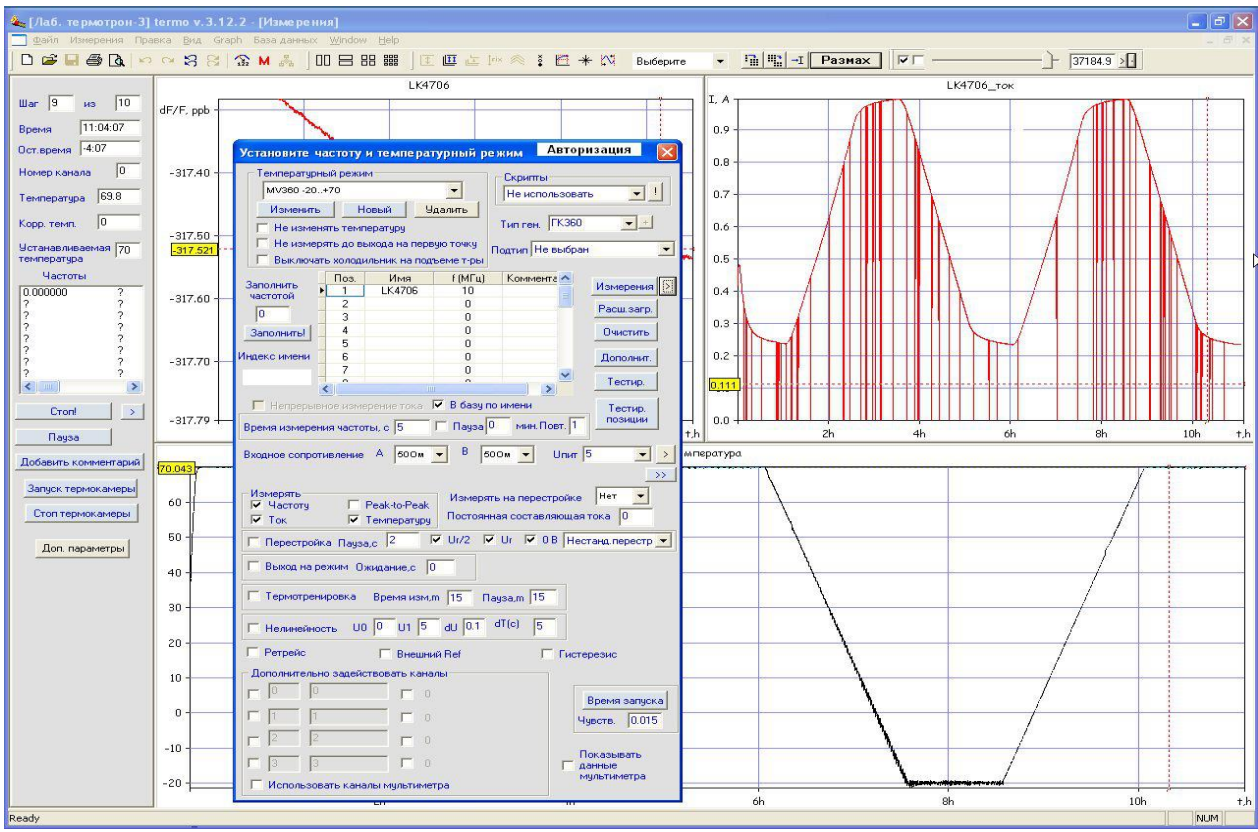 [Лаб. термотрон-3] termo v.3.12.2 - [Измерения]
Файл Измерения Правка Вид Graph База данных Window Help
Выберите Размах 37184.9
Шаг 9 из 10
Время 11:04:07
Ост.время -4:07
Номер канала 0
Температура 69.8
Корр. темп. 0
Устанавливаемая температура 70
Частоты
0.000000 ?
? ?
? ?
? ?
? ?
? ?
? ?
? ?
Стоп! >
Пауза
Добавить комментарий
Запуск термокамеры
Стоп термокамеры
Доп. параметры
LK4706
dF/F, ppb
-317.40
-317.50
-317.521
-317.60
-317.70
-317.79
t,h
LK4706_ток
I, A
0.9
0.8
0.7
0.6
0.5
0.4
0.3
0.2
0,111
0.0
2h 4h 6h 8h 10h t,h
мпература
70.043
60
50
40
30
20
10
0
-10
-20
6h 8h 10h t,h
Установите частоту и температурный режим Авторизация
Температурный режим
MV360 -20..+70
Изменить Новый Удалить
Не изменять температуру
Не измерять до выхода на первую точку
Выключать холодильник на подъеме т-ры
Скрипты
Не использовать !
Тип ген. ГК360 +
Подтип Не выбран
Заполнить частотой
0
Заполнить!
Индекс имени
Поз. Имя f (МГц) Коммента
1 LK4706 10
2 0
3 0
4 0
5 0
6 0
7 0
Измерения >
Расш.загр.
Очистить
Дополнит.
Тестир.
Тестир. позиции
Непрерывное измерение тока В базу по имени
Время измерения частоты, с 5 Пауза 0 мин. Повт. 1
Входное сопротивление A 50Ом B 50Ом Uпит 5 >
>>
Измерять
Частоту Peak-to-Peak
Ток Температуру
Измерять на перестройке Нет
Постоянная составляющая тока 0
Перестройка Пауза,с 2 Ur/2 Ur 0 В Нестанд.перестр
Выход на режим Ожидание,с 0
Термотренировка Время изм,m 15 Пауза,m 15
Нелинейность U0 0 U1 5 dU 0.1 dT(c) 5
Ретрейс Внешний Ref Гистерезис
Дополнительно задействовать каналы
0 0 0
1 1 0
2 2 0
3 3 0
Использовать каналы мультиметра
Время запуска
Чувств. 0.015
Показывать данные мультиметра
Ready NUM